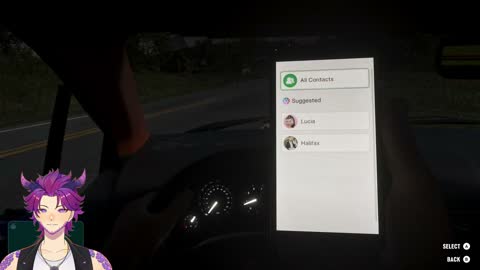 All Contacts
Suggested
Lucia
Halifax
SELECT A
BACK B